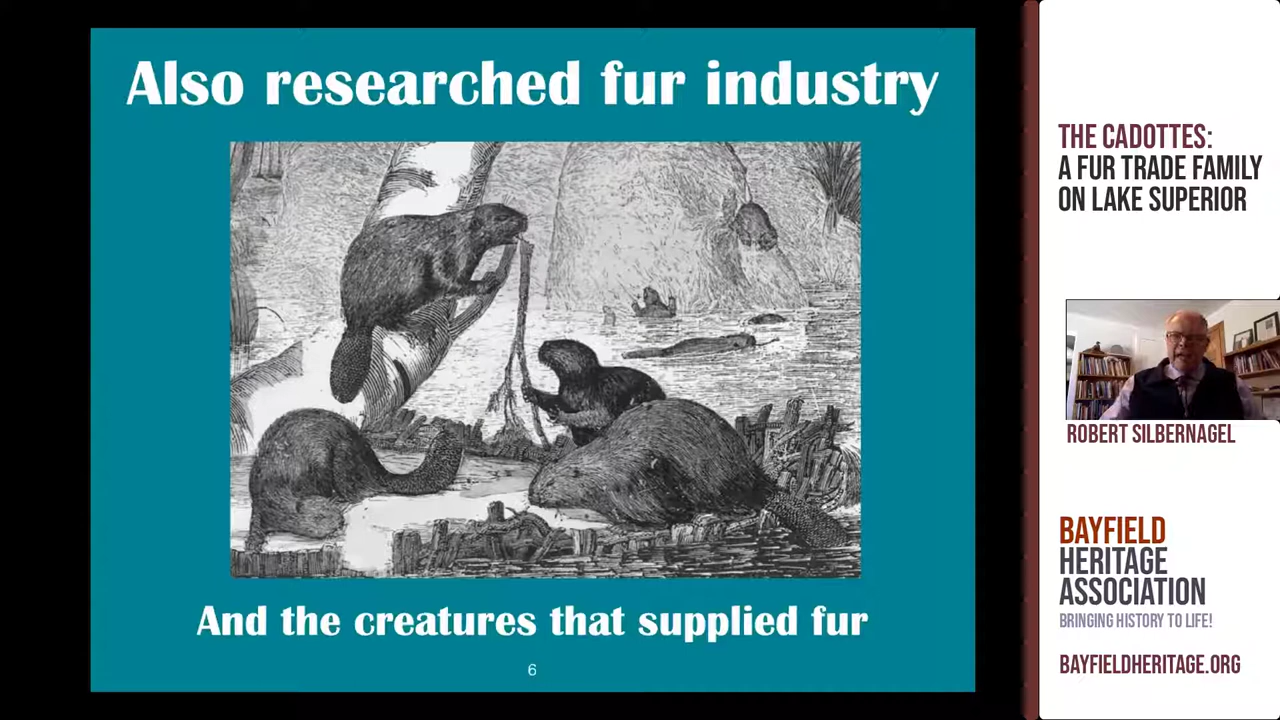 Also researched fur industry
And the creatures that supplied fur
6
THE CADOTTES:
A FUR TRADE FAMILY
ON LAKE SUPERIOR
ROBERT SILBERNAGEL
BAYFIELD
HERITAGE
ASSOCIATION
BRINGING HISTORY TO LIFE!
BAYFIELDHERITAGE.ORG